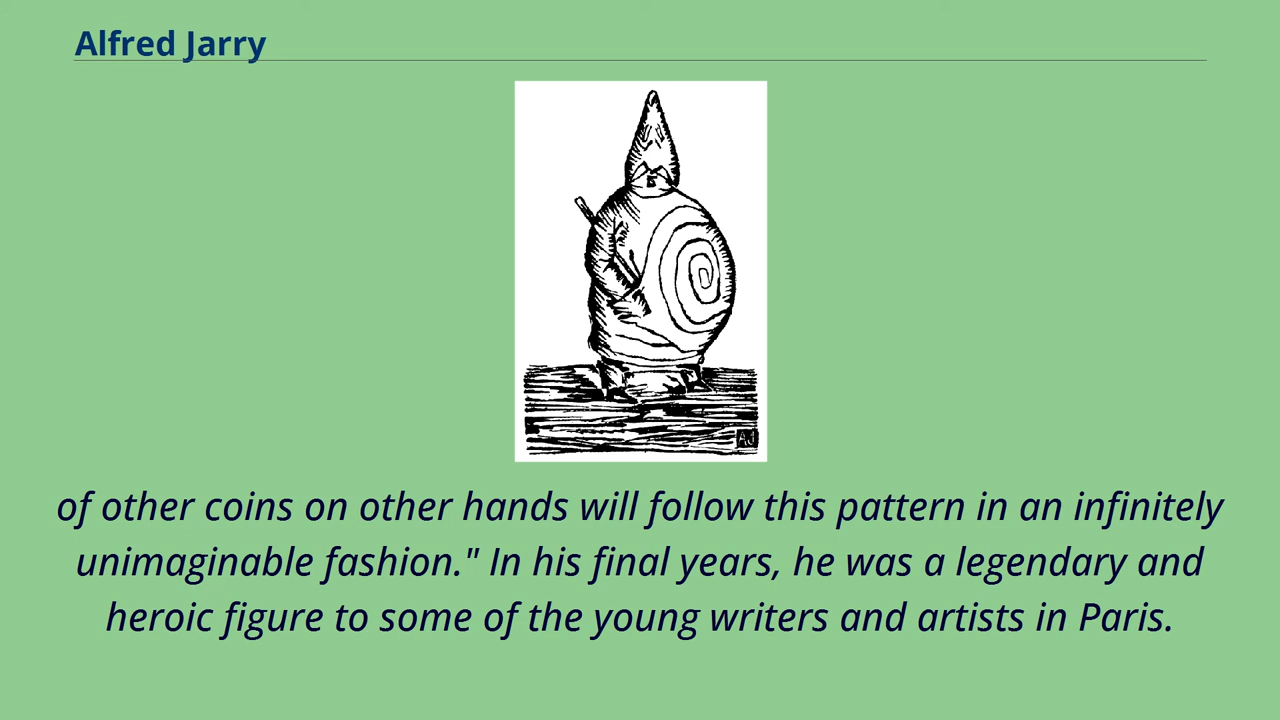 Alfred Jarry
AJ
of other coins on other hands will follow this pattern in an infinitely
unimaginable fashion." In his final years, he was a legendary and
heroic figure to some of the young writers and artists in Paris.